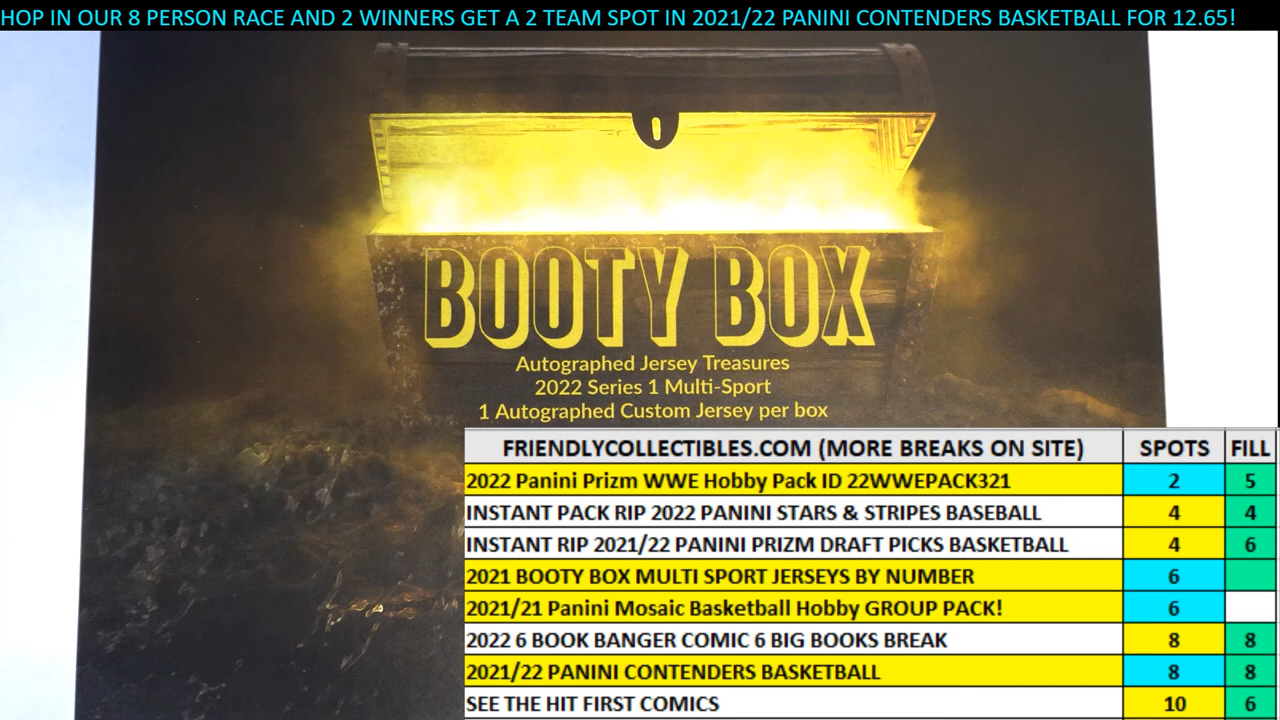 HOP IN OUR 8 PERSON RACE AND 2 WINNERS GET A 2 TEAM SPOT IN 2021/22 PANINI CONTENDERS BASKETBALL FOR 12.65!
BOOTY BOX
Autographed Jersey Treasures
2022 Series 1 Multi-Sport
1 Autographed Custom Jersey per box
FRIENDLYCOLLECTIBLES.COM (MORE BREAKS ON SITE) SPOTS FILL
2022 Panini Prizm WWE Hobby Pack ID 22WWEPACK321 2 5
INSTANT PACK RIP 2022 PANINI STARS & STRIPES BASEBALL 4 4
INSTANT RIP 2021/22 PANINI PRIZM DRAFT PICKS BASKETBALL 4 6
2021 BOOTY BOX MULTI SPORT JERSEYS BY NUMBER 6
2021/21 Panini Mosaic Basketball Hobby GROUP PACK! 6
2022 6 BOOK BANGER COMIC 6 BIG BOOKS BREAK 8 8
2021/22 PANINI CONTENDERS BASKETBALL 8 8
SEE THE HIT FIRST COMICS 10 6